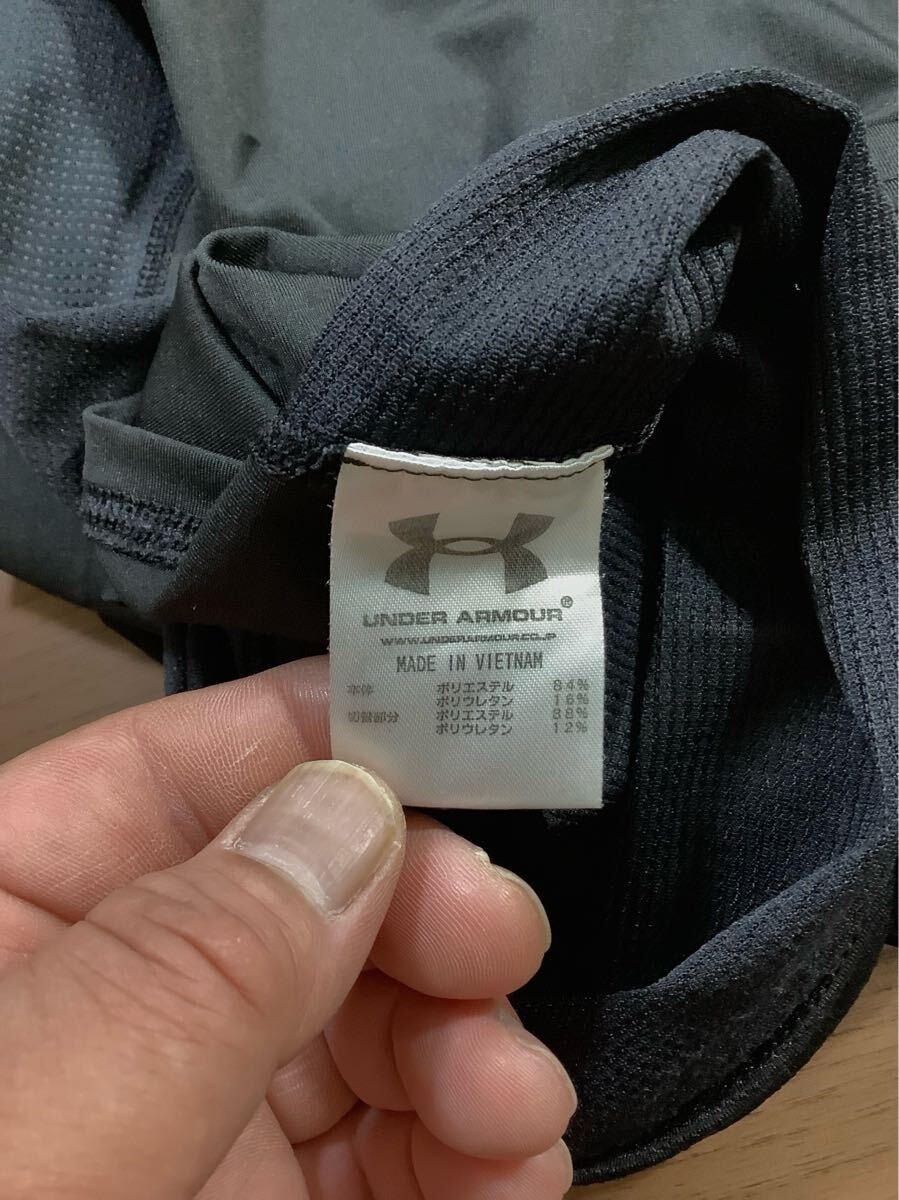 UNDER ARMOUR®
WWW.UNDERARMOUR.CO.JP
MADE IN VIETNAM
本体 ポリエステル 84%
ポリウレタン 16%
切替部分 ポリエステル 88%
ポリウレタン 12%